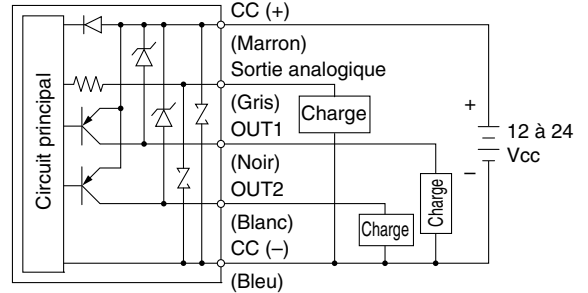 Circuit principal
CC (+)
(Marron)
Sortie analogique
(Gris)
Charge
OUT1
(Noir)
OUT2
Charge
Charge
(Blanc)
CC (–)
(Bleu)
+
12 à 24
Vcc
–